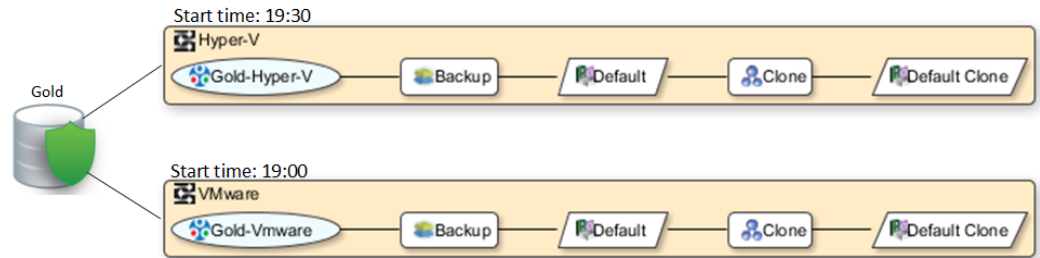 Start time: 19:30
Hyper-V
Gold-Hyper-V
Backup
Default
Clone
Default Clone
Gold
Start time: 19:00
VMware
Gold-Vmware
Backup
Default
Clone
Default Clone